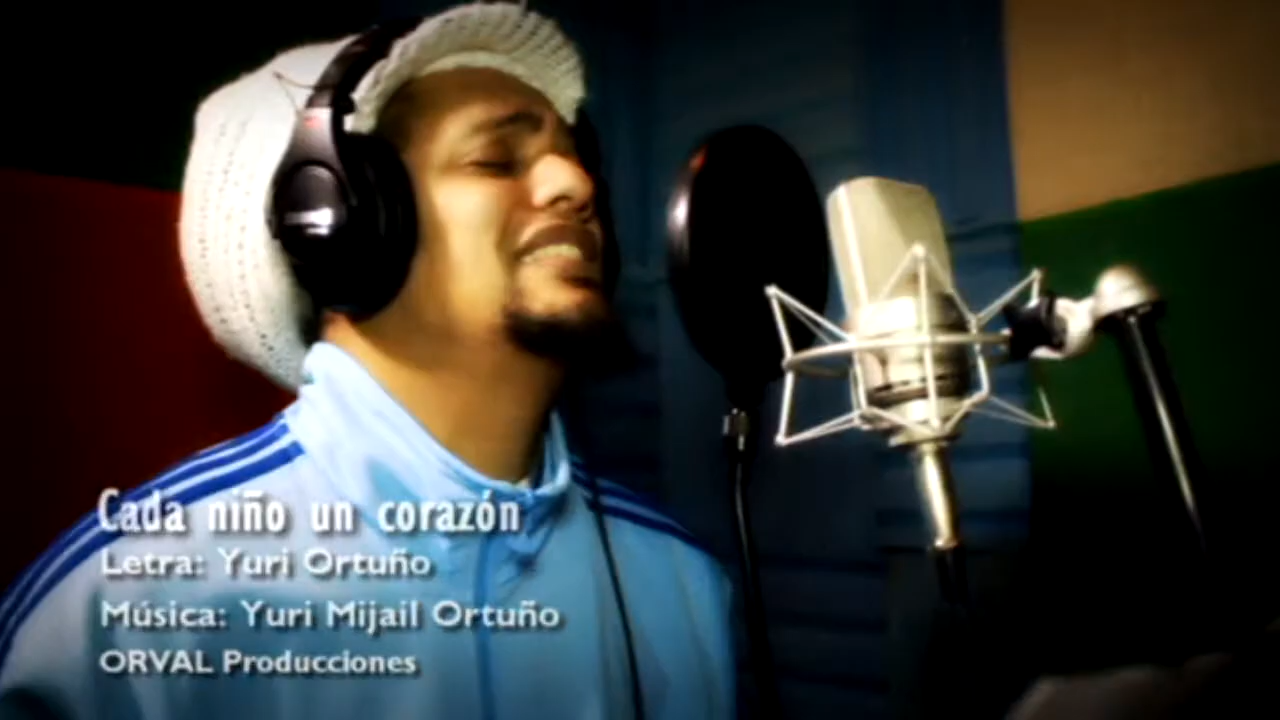 Cada niño un corazón
Letra: Yuri Ortuño
Música: Yuri Mijail Ortuño
ORVAL Producciones